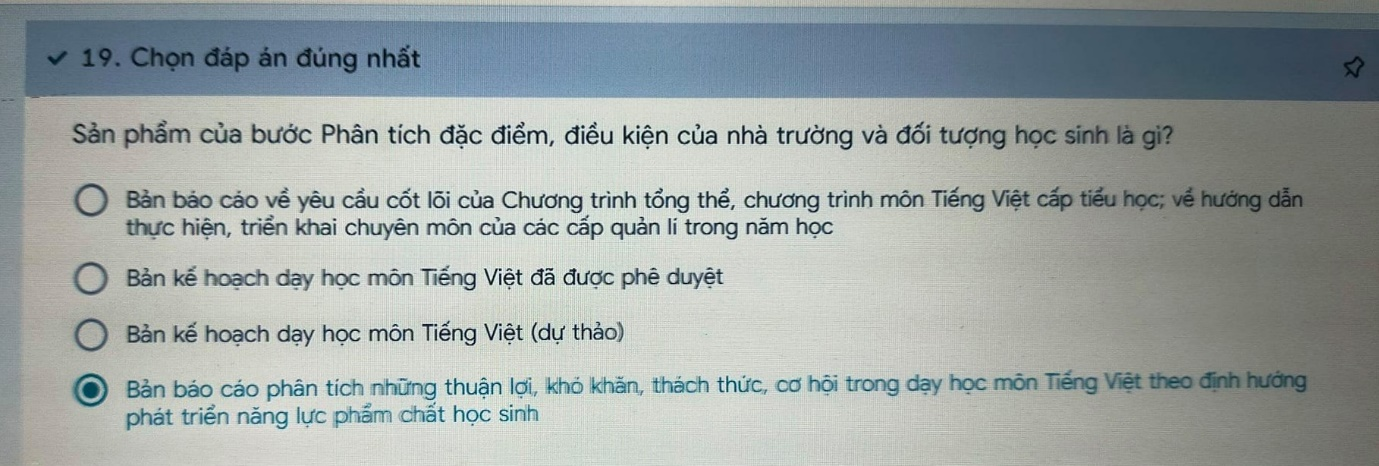 19. Chọn đáp án đúng nhất
Sản phẩm của bước Phân tích đặc điểm, điều kiện của nhà trường và đối tượng học sinh là gì?
Bản báo cáo về yêu cầu cốt lõi của Chương trình tổng thể, chương trình môn Tiếng Việt cấp tiểu học; về hướng dẫn
thực hiện, triển khai chuyên môn của các cấp quản lí trong năm học
Bản kế hoạch dạy học môn Tiếng Việt đã được phê duyệt
Bản kế hoạch dạy học môn Tiếng Việt (dự thảo)
Bản báo cáo phân tích những thuận lợi, khó khăn, thách thức, cơ hội trong dạy học môn Tiếng Việt theo định hướng
phát triển năng lực phẩm chất học sinh